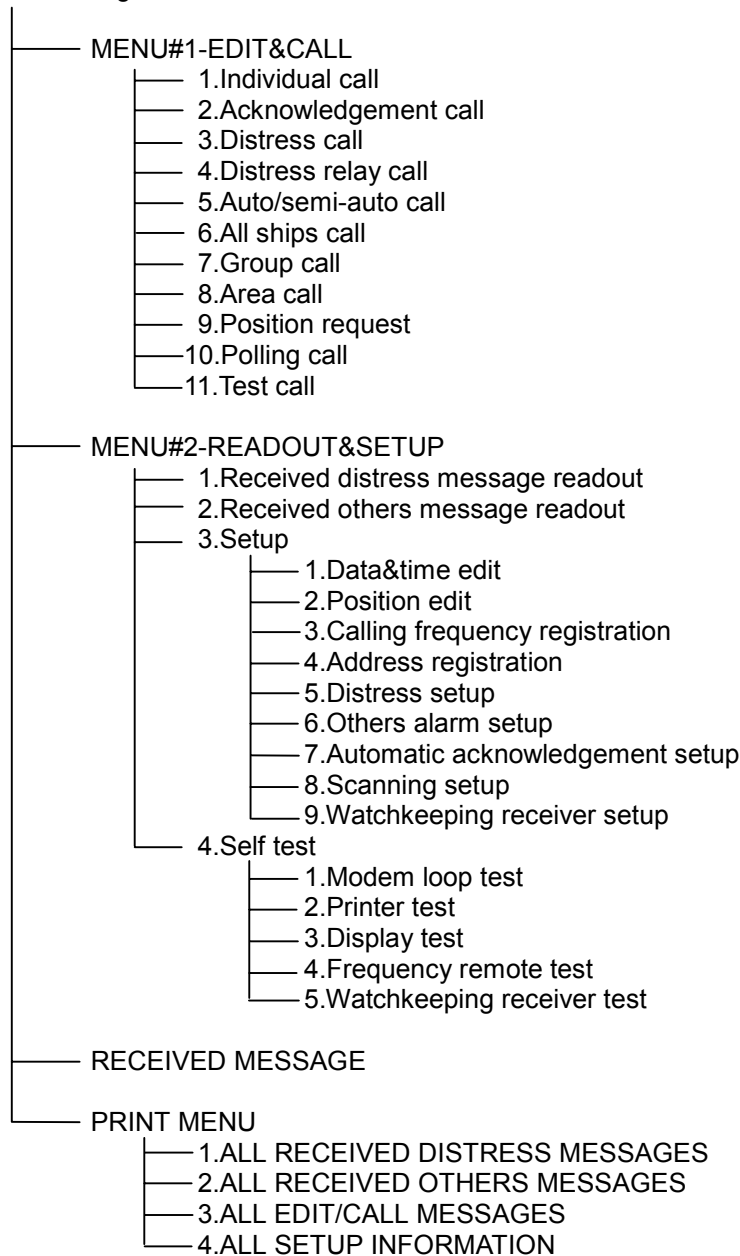 MENU#1-EDIT&CALL
1.Individual call
2.Acknowledgement call
3.Distress call
4.Distress relay call
5.Auto/semi-auto call
6.All ships call
7.Group call
8.Area call
9.Position request
10.Polling call
11.Test call
MENU#2-READOUT&SETUP
1.Received distress message readout
2.Received others message readout
3.Setup
1.Data&time edit
2.Position edit
3.Calling frequency registration
4.Address registration
5.Distress setup
6.Others alarm setup
7.Automatic acknowledgement setup
8.Scanning setup
9.Watchkeeping receiver setup
4.Self test
1.Modem loop test
2.Printer test
3.Display test
4.Frequency remote test
5.Watchkeeping receiver test
RECEIVED MESSAGE
PRINT MENU
1.ALL RECEIVED DISTRESS MESSAGES
2.ALL RECEIVED OTHERS MESSAGES
3.ALL EDIT/CALL MESSAGES
4.ALL SETUP INFORMATION